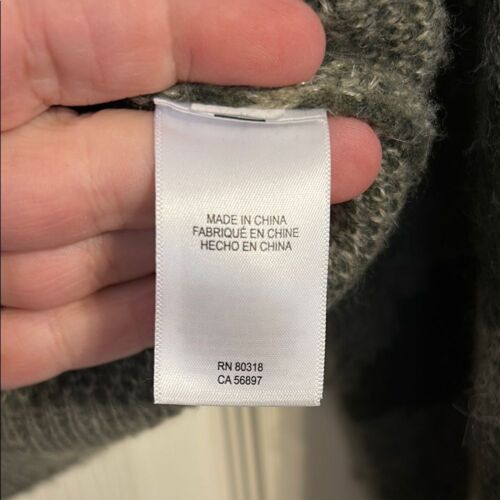 MADE IN CHINA
FABRIQUÉ EN CHINE
HECHO EN CHINA
RN 80318
CA 56897